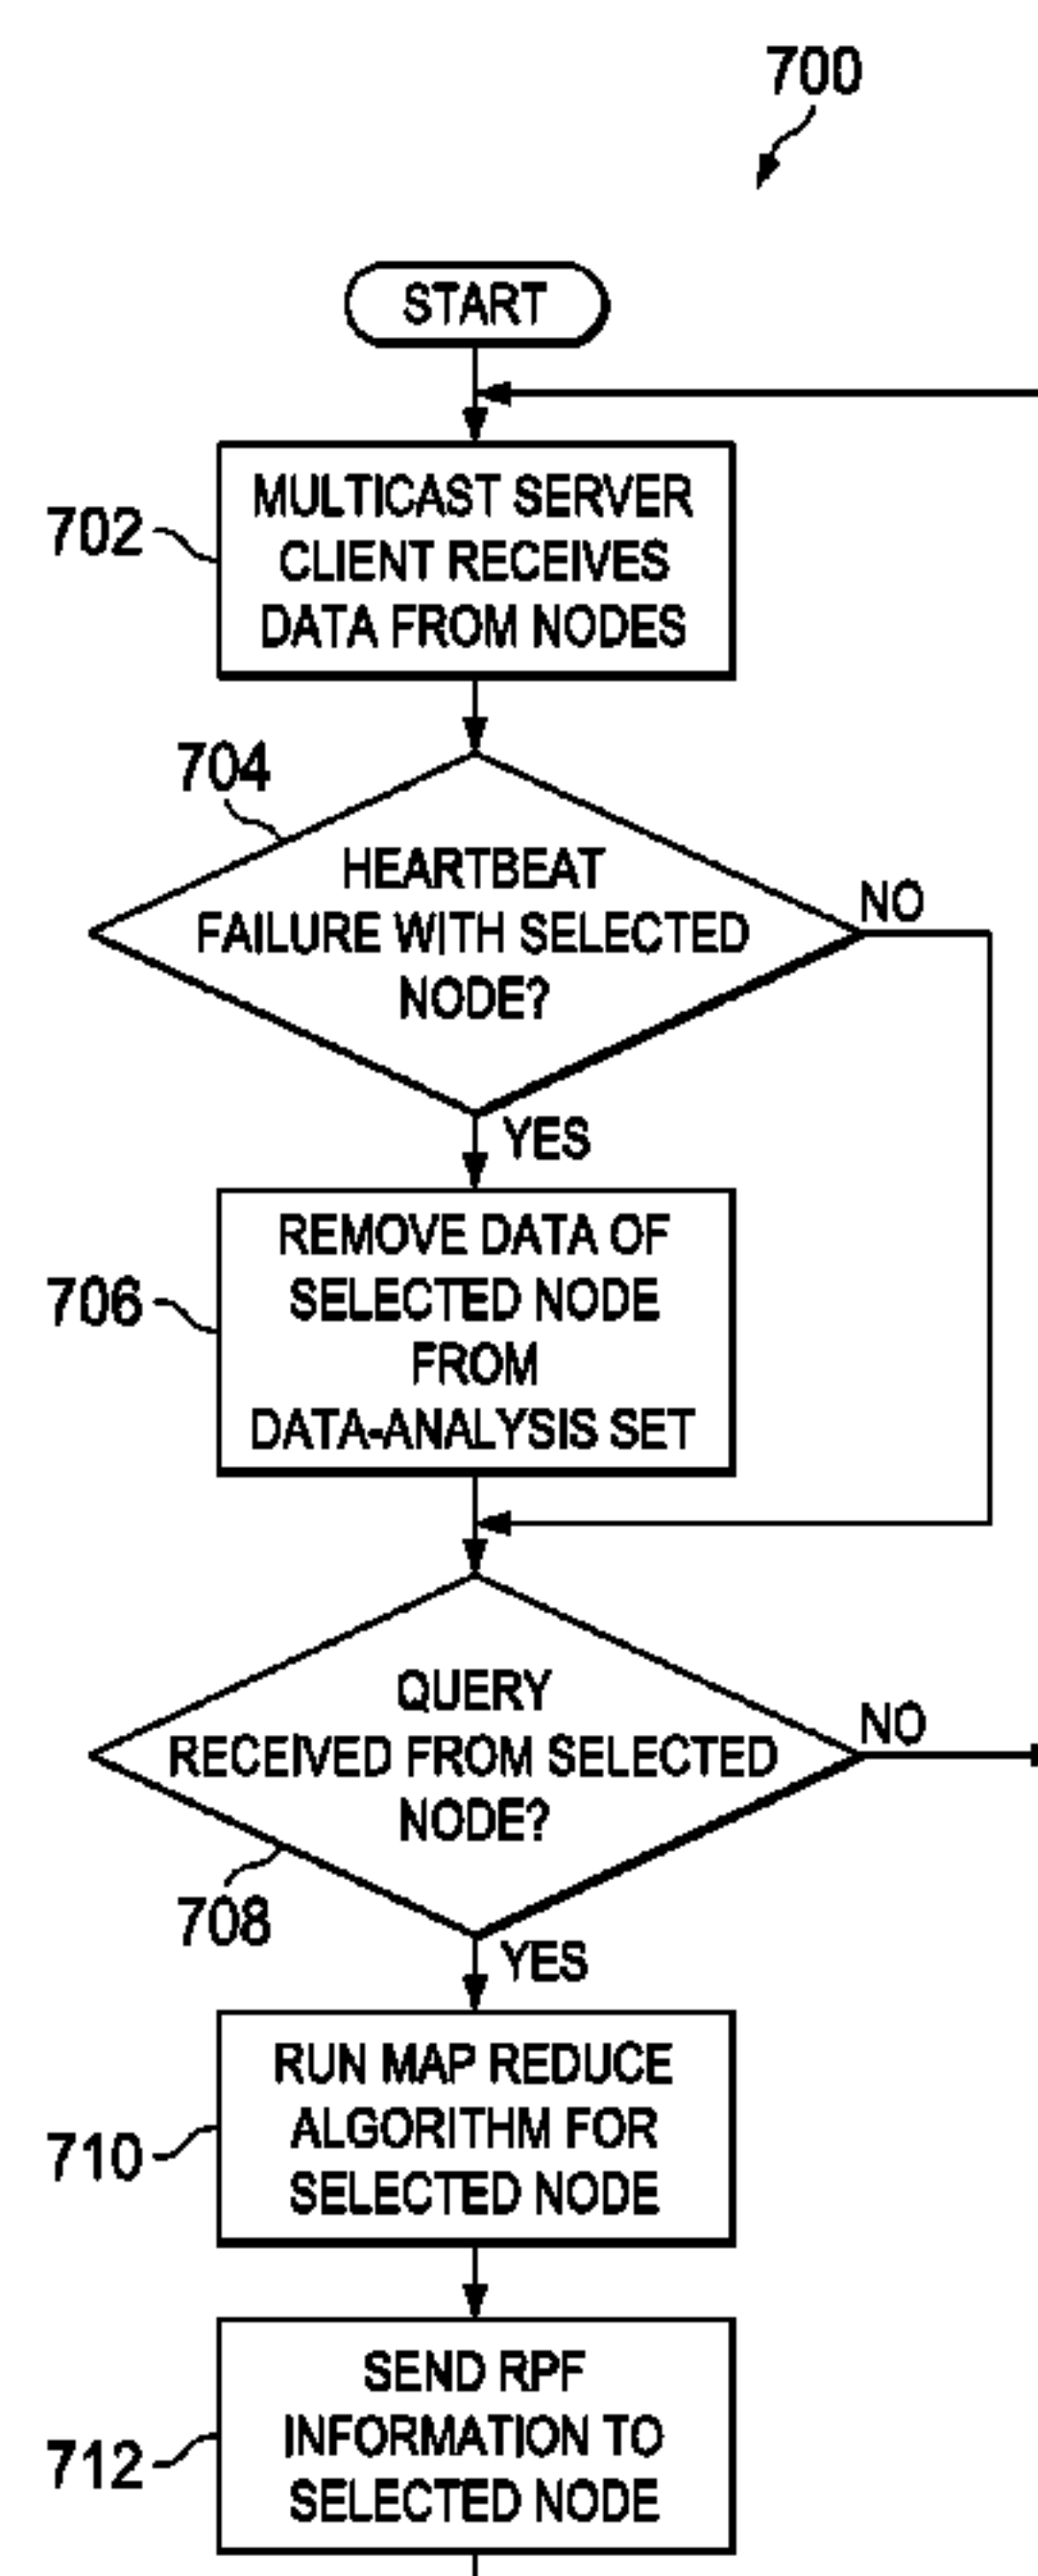 700
START
702
MULTICAST SERVER
CLIENT RECEIVES
DATA FROM NODES
704
HEARTBEAT
FAILURE WITH SELECTED
NODE?
NO
YES
706
REMOVE DATA OF
SELECTED NODE
FROM
DATA-ANALYSIS SET
QUERY
RECEIVED FROM SELECTED
NODE?
NO
708
YES
710
RUN MAP REDUCE
ALGORITHM FOR
SELECTED NODE
712
SEND RPF
INFORMATION TO
SELECTED NODE